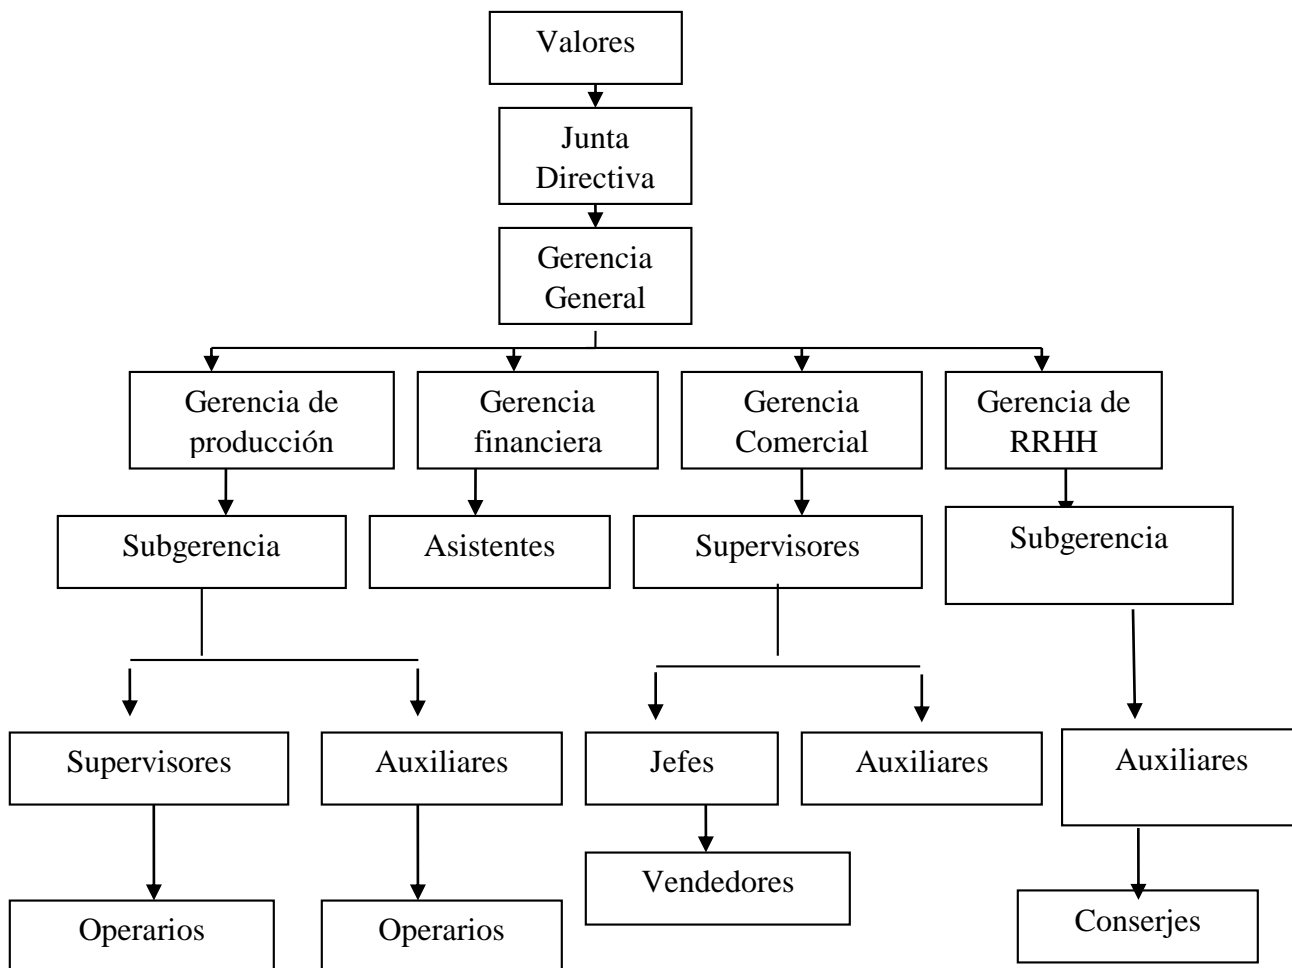 Valores
Junta
Directiva
Gerencia
General
Gerencia de
producción
Gerencia
financiera
Gerencia
Comercial
Gerencia de
RRHH
Subgerencia
Asistentes
Supervisores
Subgerencia
Supervisores
Auxiliares
Jefes
Auxiliares
Auxiliares
Vendedores
Operarios
Operarios
Conserjes